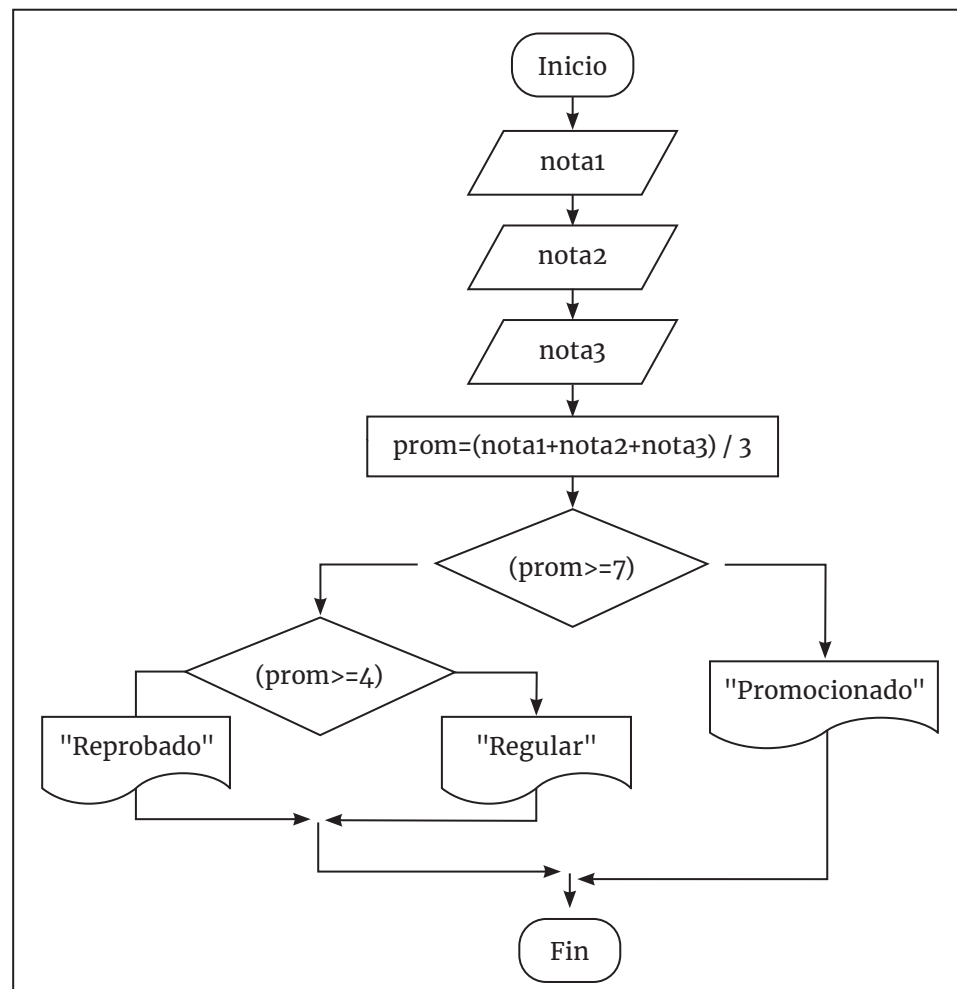 Inicio
nota1
nota2
nota3
prom=(nota1+nota2+nota3) / 3
(prom>=7)
(prom>=4)
"Promocionado"
"Reprobado"
"Regular"
Fin